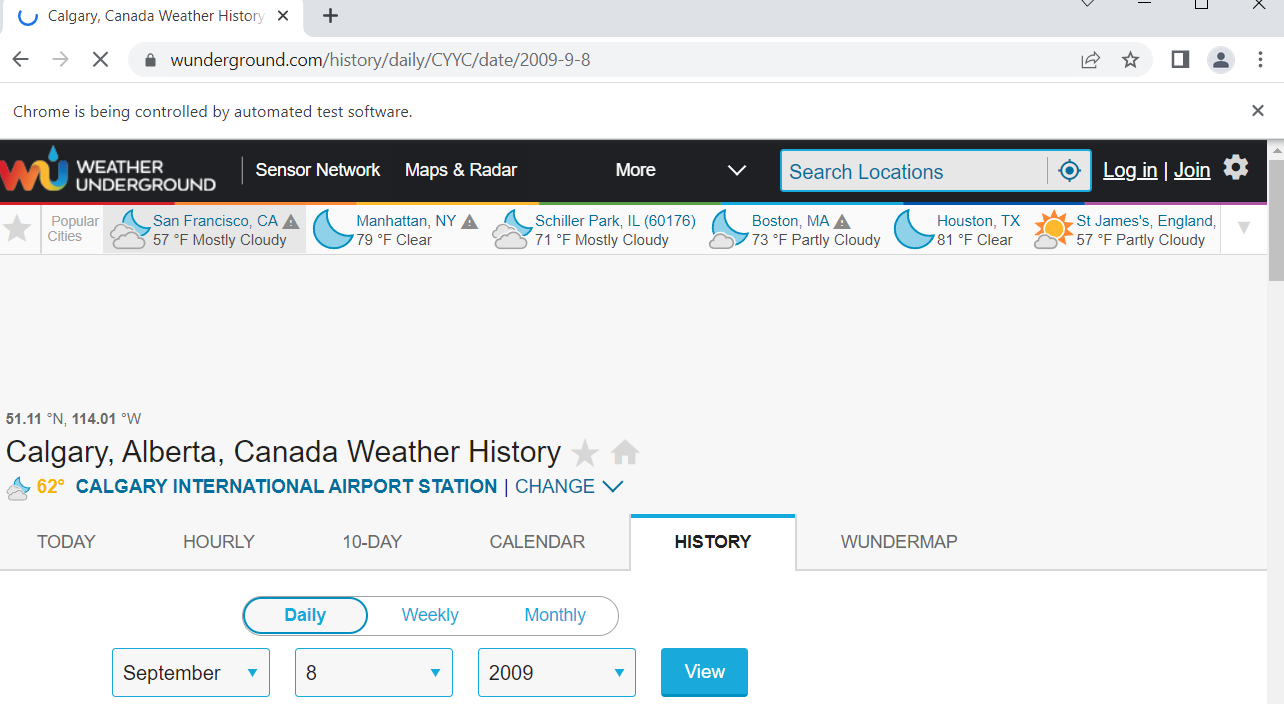 Calgary, Canada Weather History
wunderground.com/history/daily/CYYC/date/2009-9-8
Chrome is being controlled by automated test software.
WU WEATHER UNDERGROUND
Sensor Network Maps & Radar More Search Locations Log in | Join
Popular Cities
San Francisco, CA
57 °F Mostly Cloudy
Manhattan, NY
79 °F Clear
Schiller Park, IL (60176)
71 °F Mostly Cloudy
Boston, MA
73 °F Partly Cloudy
Houston, TX
81 °F Clear
St James's, England,
57 °F Partly Cloudy
51.11 °N, 114.01 °W
Calgary, Alberta, Canada Weather History
62° CALGARY INTERNATIONAL AIRPORT STATION | CHANGE
TODAY HOURLY 10-DAY CALENDAR HISTORY WUNDERMAP
Daily Weekly Monthly
September 8 2009 View